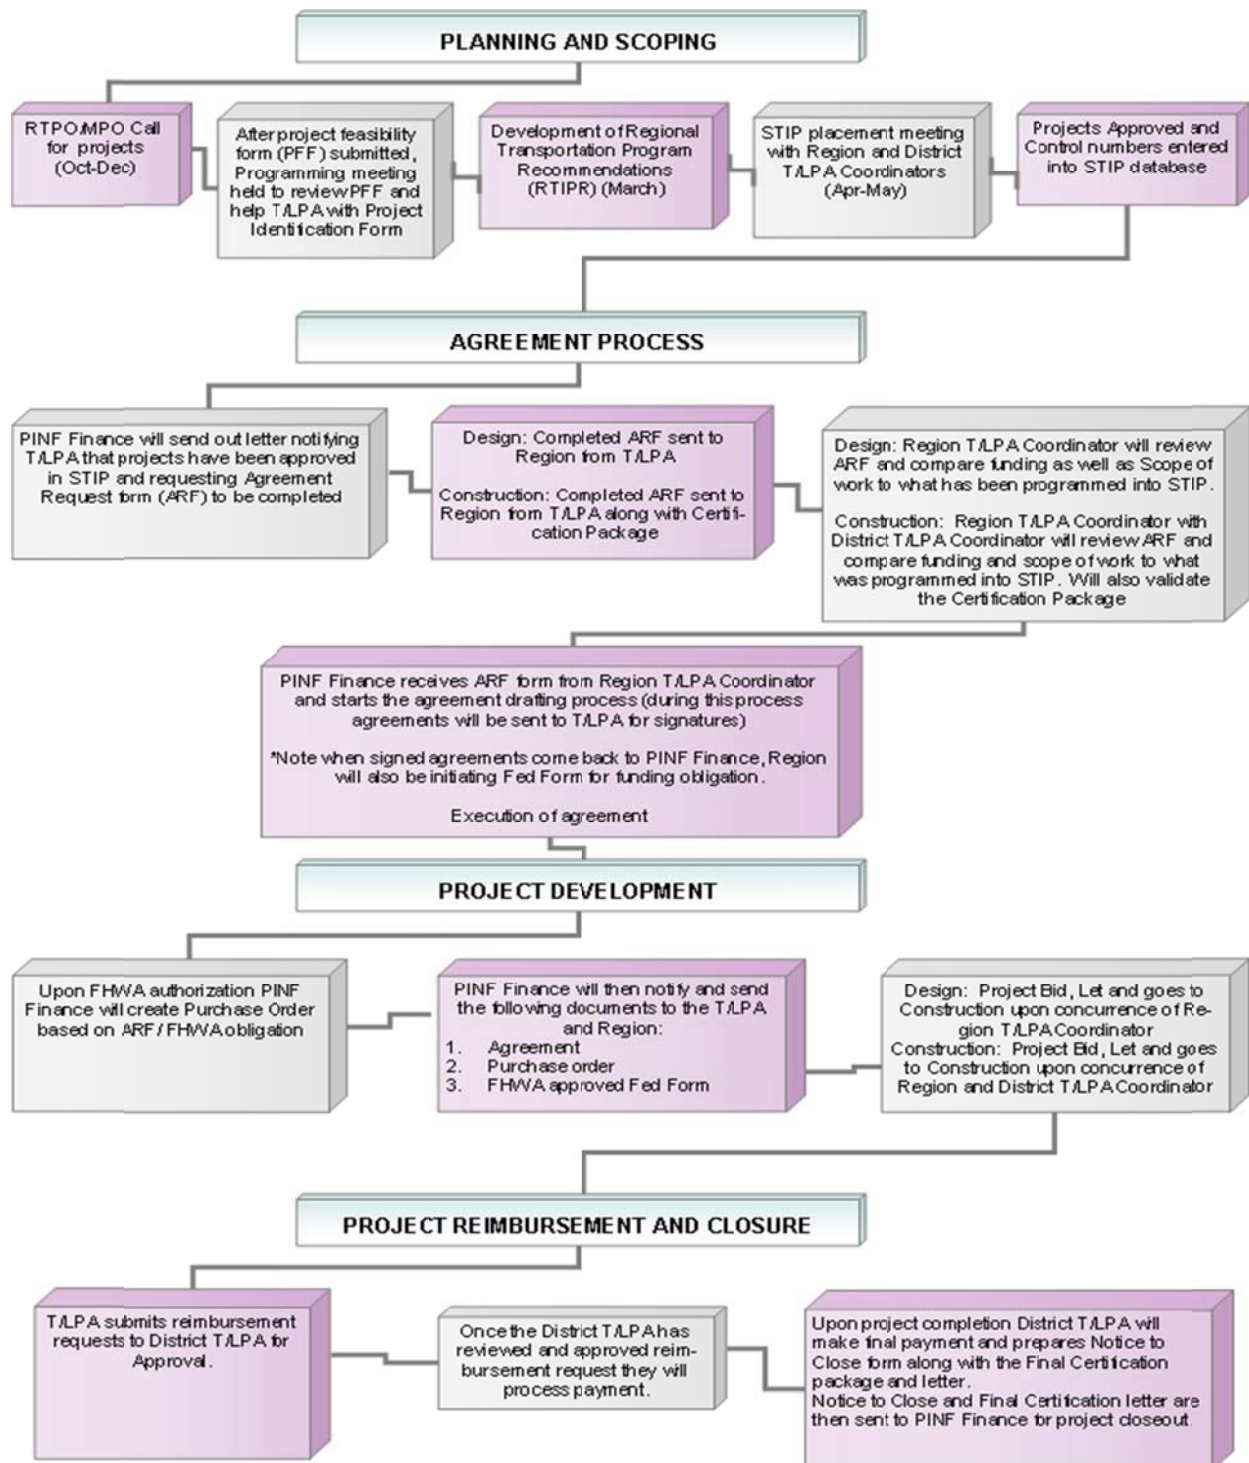 PLANNING AND SCOPING
RTPO/MPO Call
for projects
(Oct-Dec)
After project feasibility
form (PFF) submitted,
Programming meeting
held to review PFF and
help T/LPA with Project
Identification Form
Development of Regional
Transportation Program
Recommendations
(RTIPR) (March)
STIP placement meeting
with Region and District
T/LPA Coordinators
(Apr-May)
Projects Approved and
Control numbers entered
into STIP database
AGREEMENT PROCESS
PINF Finance will send out letter notifying
T/LPA that projects have been approved
in STIP and requesting Agreement
Request form (ARF) to be completed
Design: Completed ARF sent to
Region from T/LPA
Construction: Completed ARF sent to
Region from T/LPA along with Certifi-
cation Package
Design: Region T/LPA Coordinator will review
ARF and compare funding as well as Scope of
work to what has been programmed into STIP.
Construction: Region T/LPA Coordinator with
District T/LPA Coordinator will review ARF and
compare funding and scope of work to what
was programmed into STIP. Will also validate
the Certification Package
PINF Finance receives ARF form from Region T/LPA Coordinator
and starts the agreement drafting process (during this process
agreements will be sent to T/LPA for signatures)
*Note when signed agreements come back to PINF Finance, Region
will also be initiating Fed Form for funding obligation.
Execution of agreement
PROJECT DEVELOPMENT
Upon FHWA authorization PINF
Finance will create Purchase Order
based on ARF / FHWA obligation
PINF Finance will then notify and send
the following documents to the T/LPA
and Region:
1. Agreement
2. Purchase order
3. FHWA approved Fed Form
Design: Project Bid, Let and goes to
Construction upon concurrence of Re-
gion T/LPA Coordinator
Construction: Project Bid, Let and goes
to Construction upon concurrence of
Region and District T/LPA Coordinator
PROJECT REIMBURSEMENT AND CLOSURE
T/LPA submits reimbursement
requests to District T/LPA for
Approval.
Once the District T/LPA has
reviewed and approved reim-
bursement request they will
process payment.
Upon project completion District T/LPA will
make final payment and prepares Notice to
Close form along with the Final Certification
package and letter.
Notice to Close and Final Certification letter are
then sent to PINF Finance for project closeout.